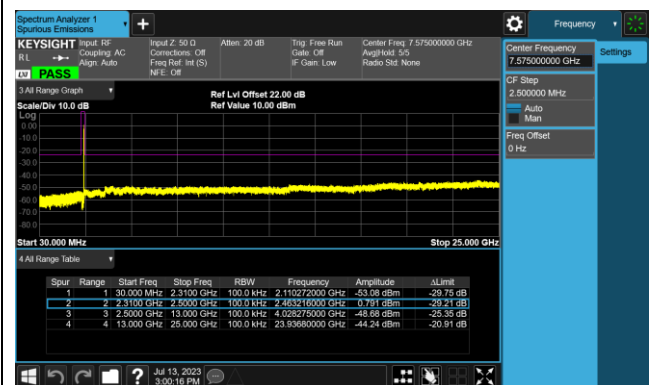 Spectrum Analyzer 1
Spurious Emissions
Frequency
KEYSIGHT Input: RF Input Z: 50 Ω Atten: 20 dB Trig: Free Run Center Freq: 7.575000000 GHz
RL Coupling: AC Corrections: Off Gate: Off Avg|Hold: 5/5
Align: Auto Freq Ref: Int (S) IF Gain: Low Radio Std: None
NFE: Off
LXI PASS
3 All Range Graph
Scale/Div 10.0 dB
Ref Lvl Offset 22.00 dB
Ref Value 10.00 dBm
Log
0.00
-10.0
-20.0
-30.0
-40.0
-50.0
-60.0
-70.0
-80.0
Start 30.000 MHz Stop 25.000 GHz
4 All Range Table
Spur Range Start Freq Stop Freq RBW Frequency Amplitude ΔLimit
1 1 30.000 MHz 2.3100 GHz 100.0 kHz 2.110272000 GHz -53.08 dBm -29.75 dB
2 2 2.3100 GHz 2.5000 GHz 100.0 kHz 2.463216000 GHz 0.791 dBm -29.21 dB
3 3 2.5000 GHz 13.000 GHz 100.0 kHz 4.028275000 GHz -48.68 dBm -25.35 dB
4 4 13.000 GHz 25.000 GHz 100.0 kHz 23.93680000 GHz -44.24 dBm -20.91 dB
Jul 13, 2023
3:00:16 PM
Center Frequency
7.575000000 GHz
Settings
CF Step
2.500000 MHz
Auto
Man
Freq Offset
0 Hz